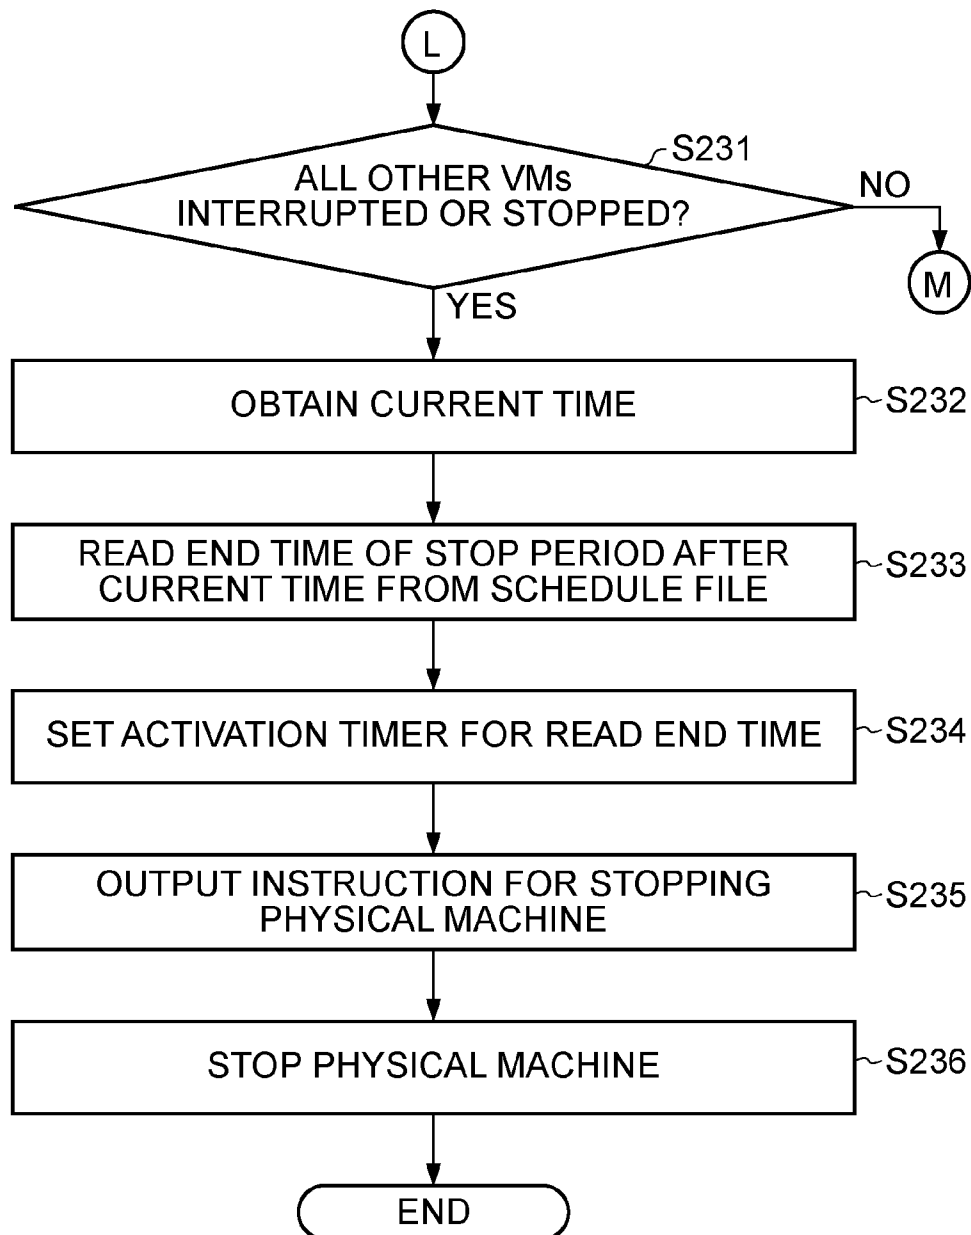 L
S231
ALL OTHER VMs
INTERRUPTED OR STOPPED?
NO
M
YES
OBTAIN CURRENT TIME
S232
READ END TIME OF STOP PERIOD AFTER
CURRENT TIME FROM SCHEDULE FILE
S233
SET ACTIVATION TIMER FOR READ END TIME
S234
OUTPUT INSTRUCTION FOR STOPPING
PHYSICAL MACHINE
S235
STOP PHYSICAL MACHINE
S236
END